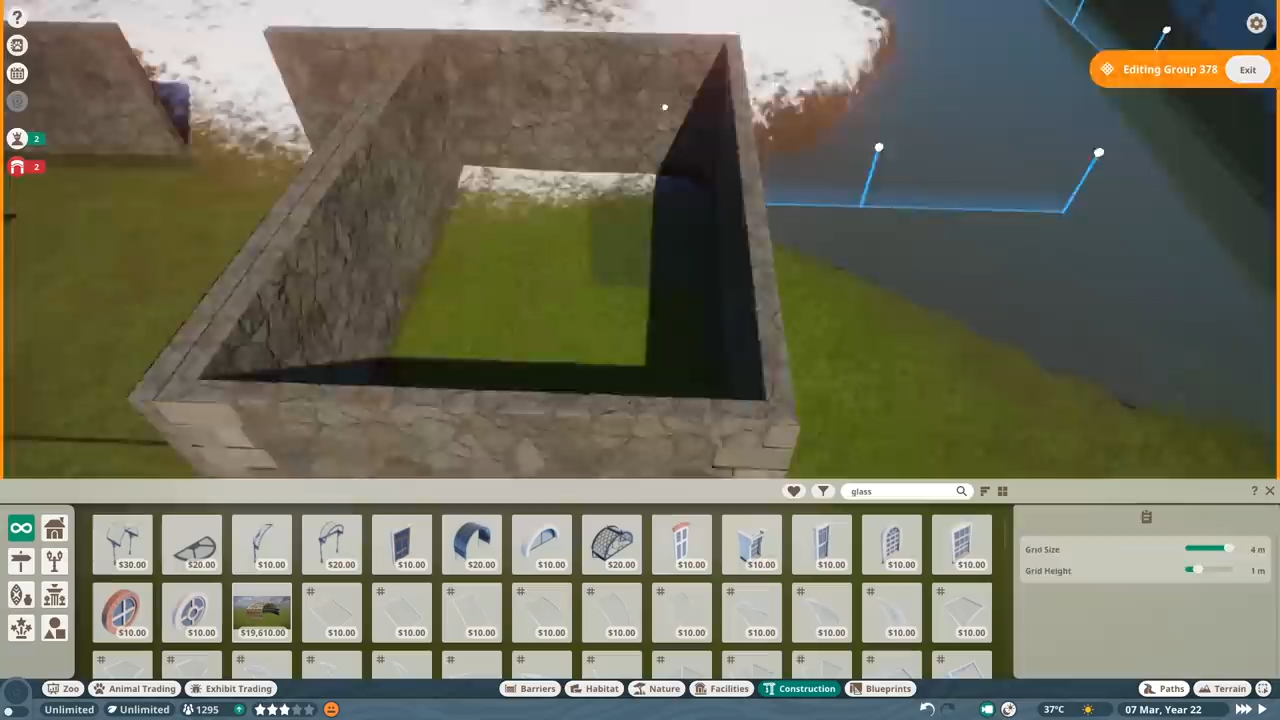 ?
Editing Group 378
Exit
2
2
glass
?
$30.00 $20.00 $10.00 $20.00 $10.00 $20.00 $10.00 $20.00 $10.00 $10.00 $10.00 $10.00 $10.00
Grid Size 4 m
Grid Height 1 m
$10.00 $10.00 $19,610.00 $10.00 $10.00 $10.00 $10.00 $10.00 $10.00 $10.00 $10.00 $10.00 $10.00
Zoo Animal Trading Exhibit Trading Barriers Habitat Nature Facilities Construction Blueprints Paths Terrain
Unlimited Unlimited 1295 37°C 07 Mar, Year 22